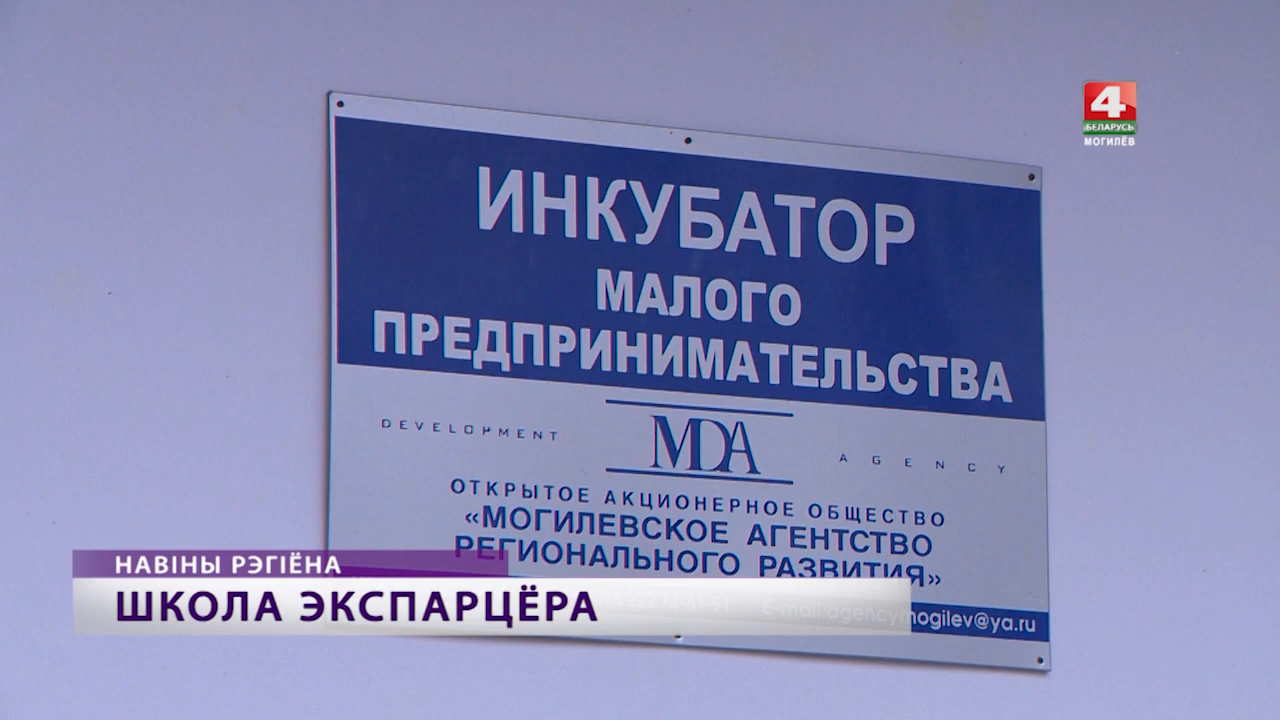 4
БЕЛАРУСЬ
МОГИЛЁВ
ИНКУБАТОР
МАЛОГО
ПРЕДПРИНИМАТЕЛЬСТВА
DEVELOPMENT
MDA
AGENCY
ОТКРЫТОЕ АКЦИОНЕРНОЕ ОБЩЕСТВО
«МОГИЛЕВСКОЕ АГЕНТСТВО
РЕГИОНАЛЬНОГО РАЗВИТИЯ»
E-mail:agencymogilev@ya.ru
НАВІНЫ РЭГІЁНА
ШКОЛА ЭКСПАРЦЁРА